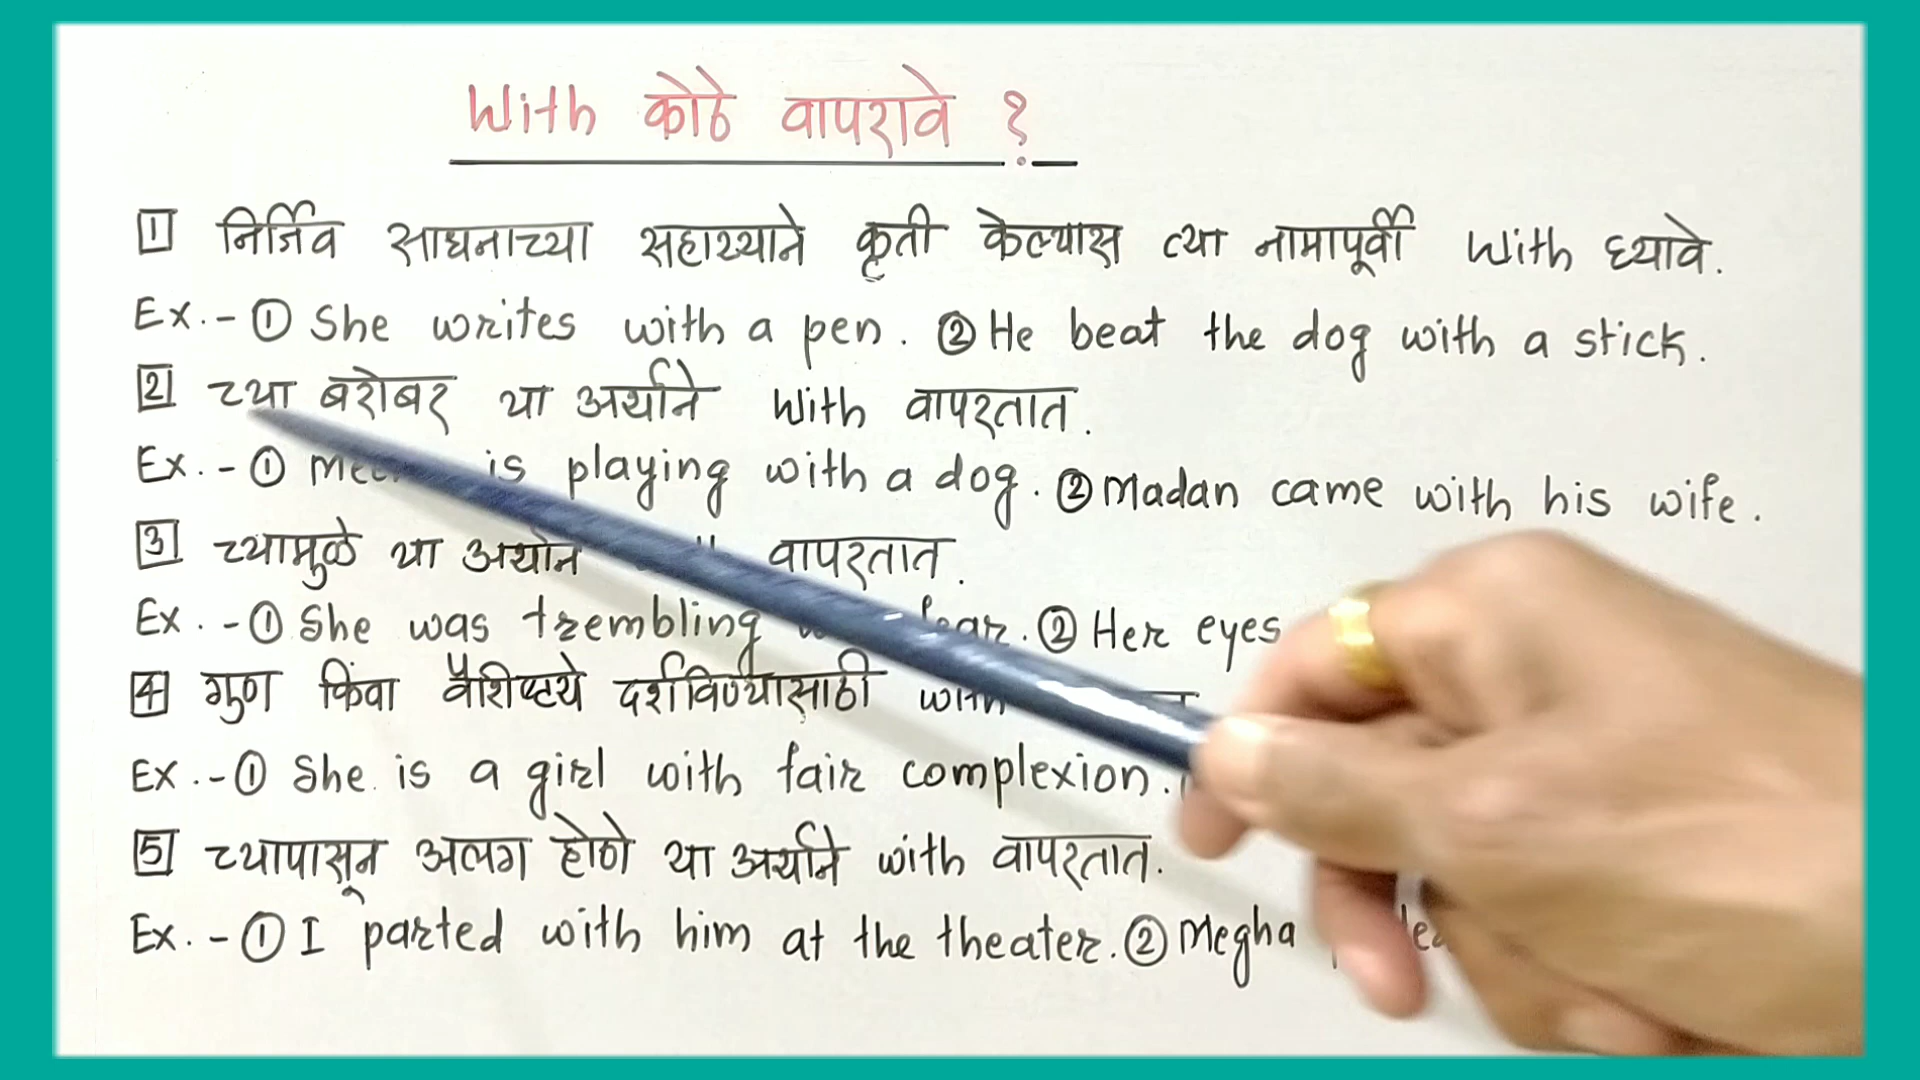 With कोठे वापरावे ?
1 निर्जिव साधनाच्या सहाय्याने कृती केल्यास त्या नामापूर्वी With घ्यावे.
Ex. - ① She writes with a pen. ② He beat the dog with a stick.
2 च्या बरोबर या अर्थाने With वापरतात.
Ex. - ① is playing with a dog. ② Madan came with his wife.
3 च्यामुळे या अर्थाने वापरतात.
Ex. - ① She was trembling fear. ② Her eyes
4 गुण किंवा वैशिष्ट्ये दर्शविण्यासाठी with
Ex. - ① She is a girl with fair complexion.
5 च्यापासून अलग होणे या अर्थाने with वापरतात.
Ex. - ① I parted with him at the theater. ② Megha